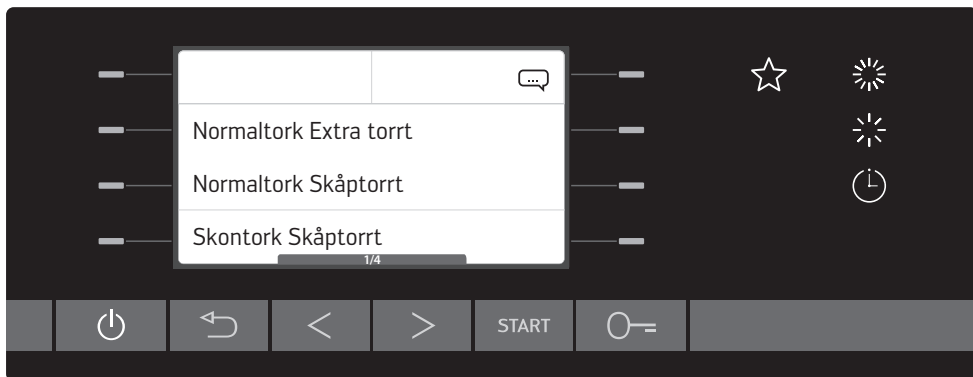 ...
Normaltork Extra torrt
Normaltork Skåptorrt
Skontork Skåptorrt
1/4
START